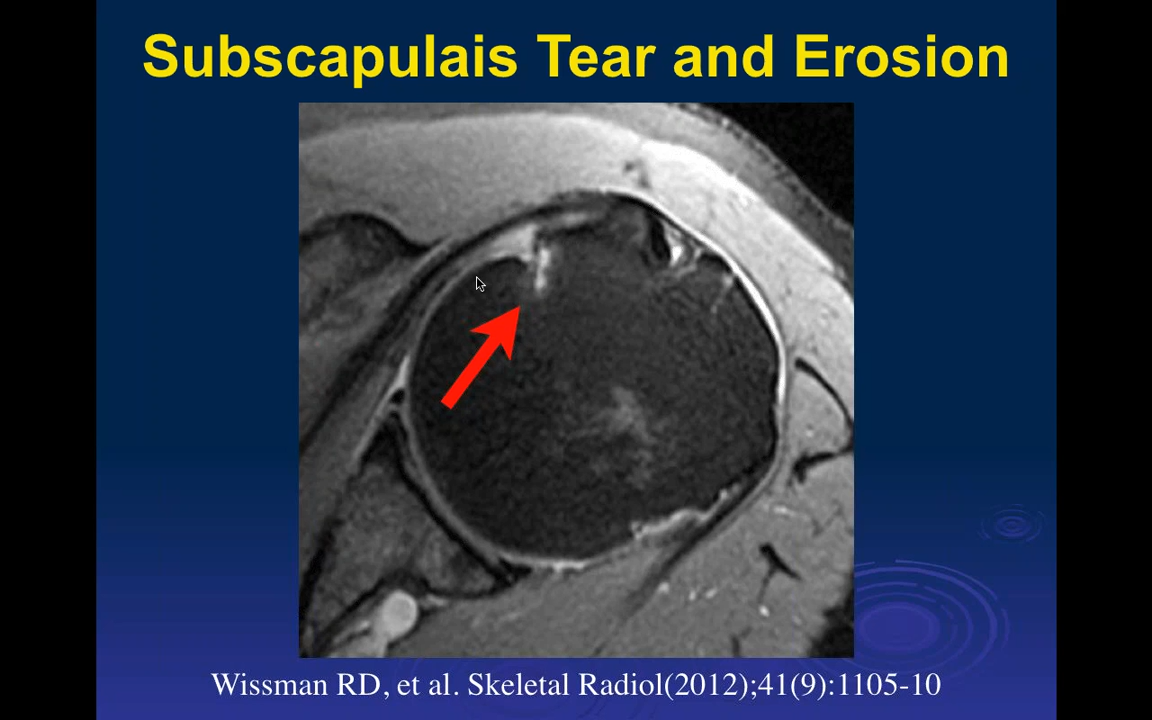 Subscapulais Tear and Erosion
Wissman RD, et al. Skeletal Radiol(2012);41(9):1105-10